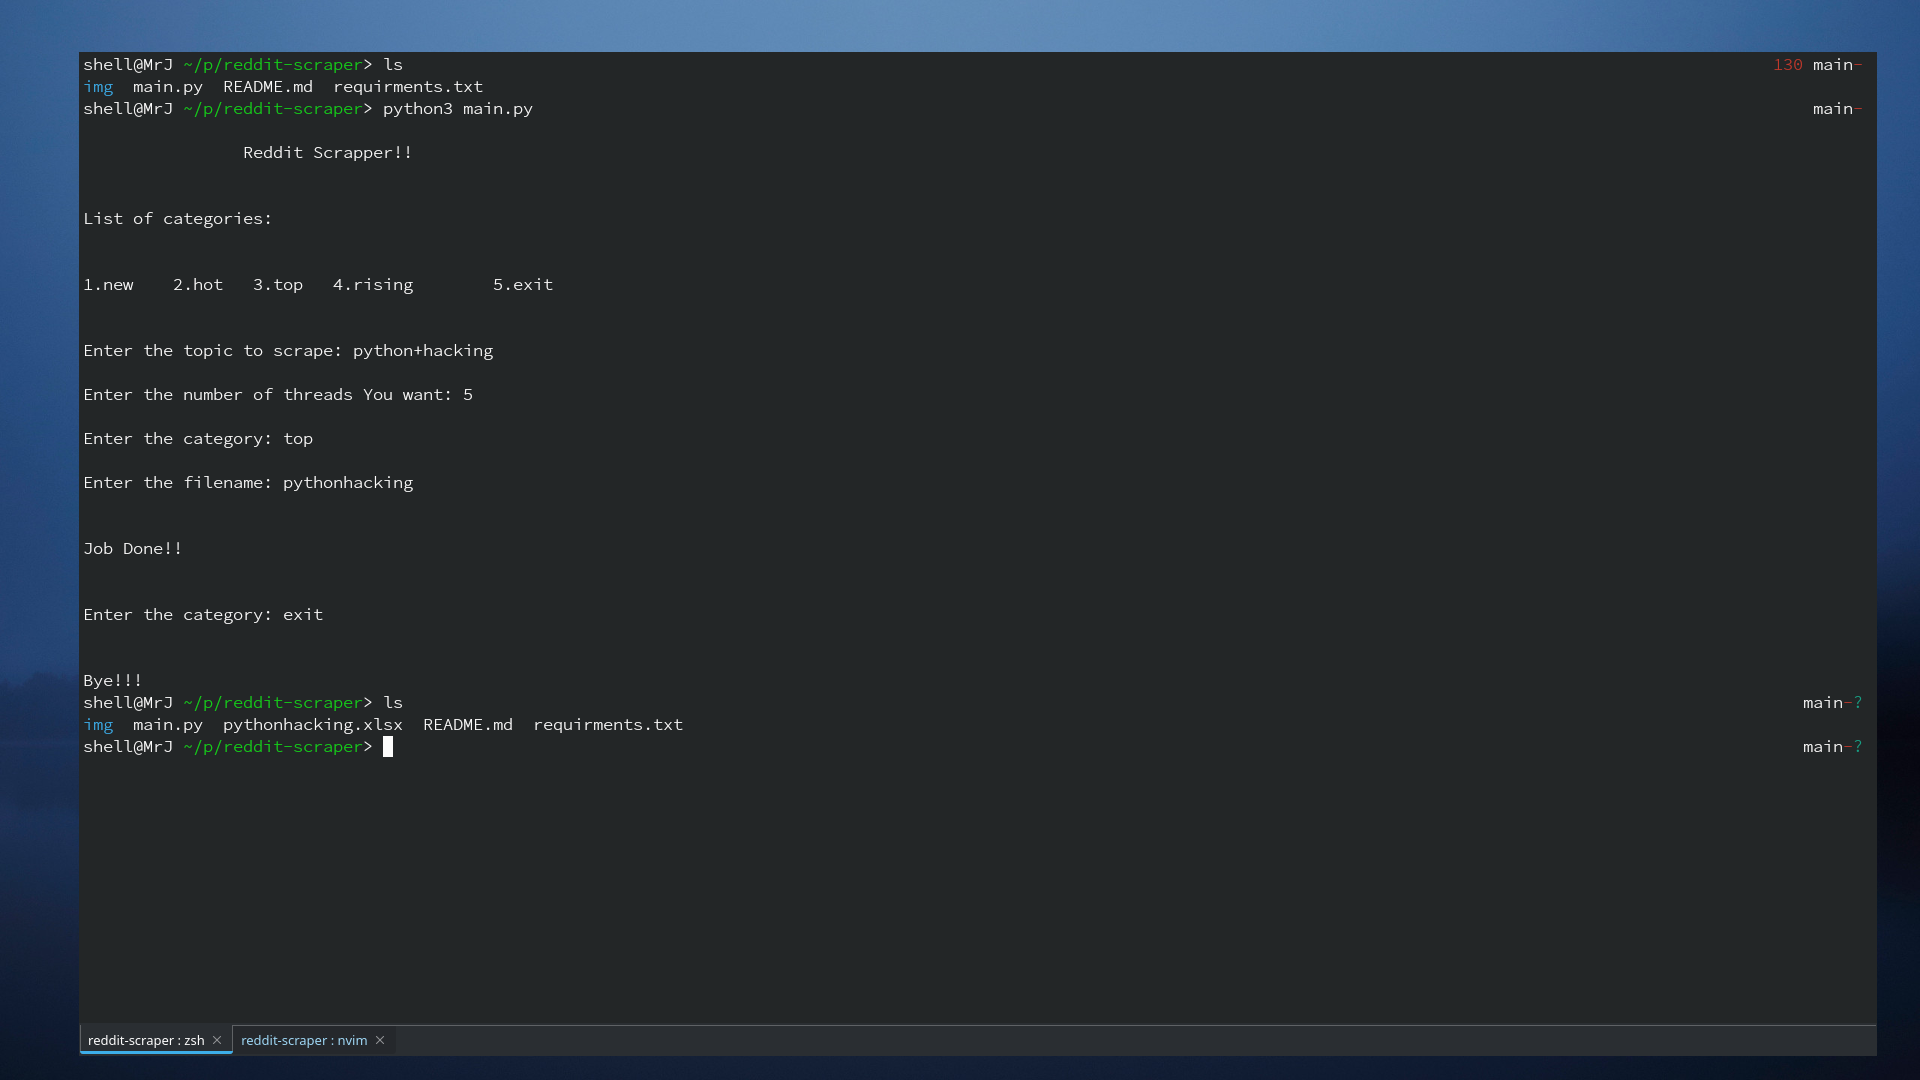 shell@MrJ ~/p/reddit-scraper> ls 130 main-
img main.py README.md requirments.txt
shell@MrJ ~/p/reddit-scraper> python3 main.py main-
Reddit Scrapper!!
List of categories:
1.new 2.hot 3.top 4.rising 5.exit
Enter the topic to scrape: python+hacking
Enter the number of threads You want: 5
Enter the category: top
Enter the filename: pythonhacking
Job Done!!
Enter the category: exit
Bye!!!
shell@MrJ ~/p/reddit-scraper> ls main-?
img main.py pythonhacking.xlsx README.md requirments.txt
shell@MrJ ~/p/reddit-scraper> main-?
reddit-scraper : zsh × reddit-scraper : nvim ×